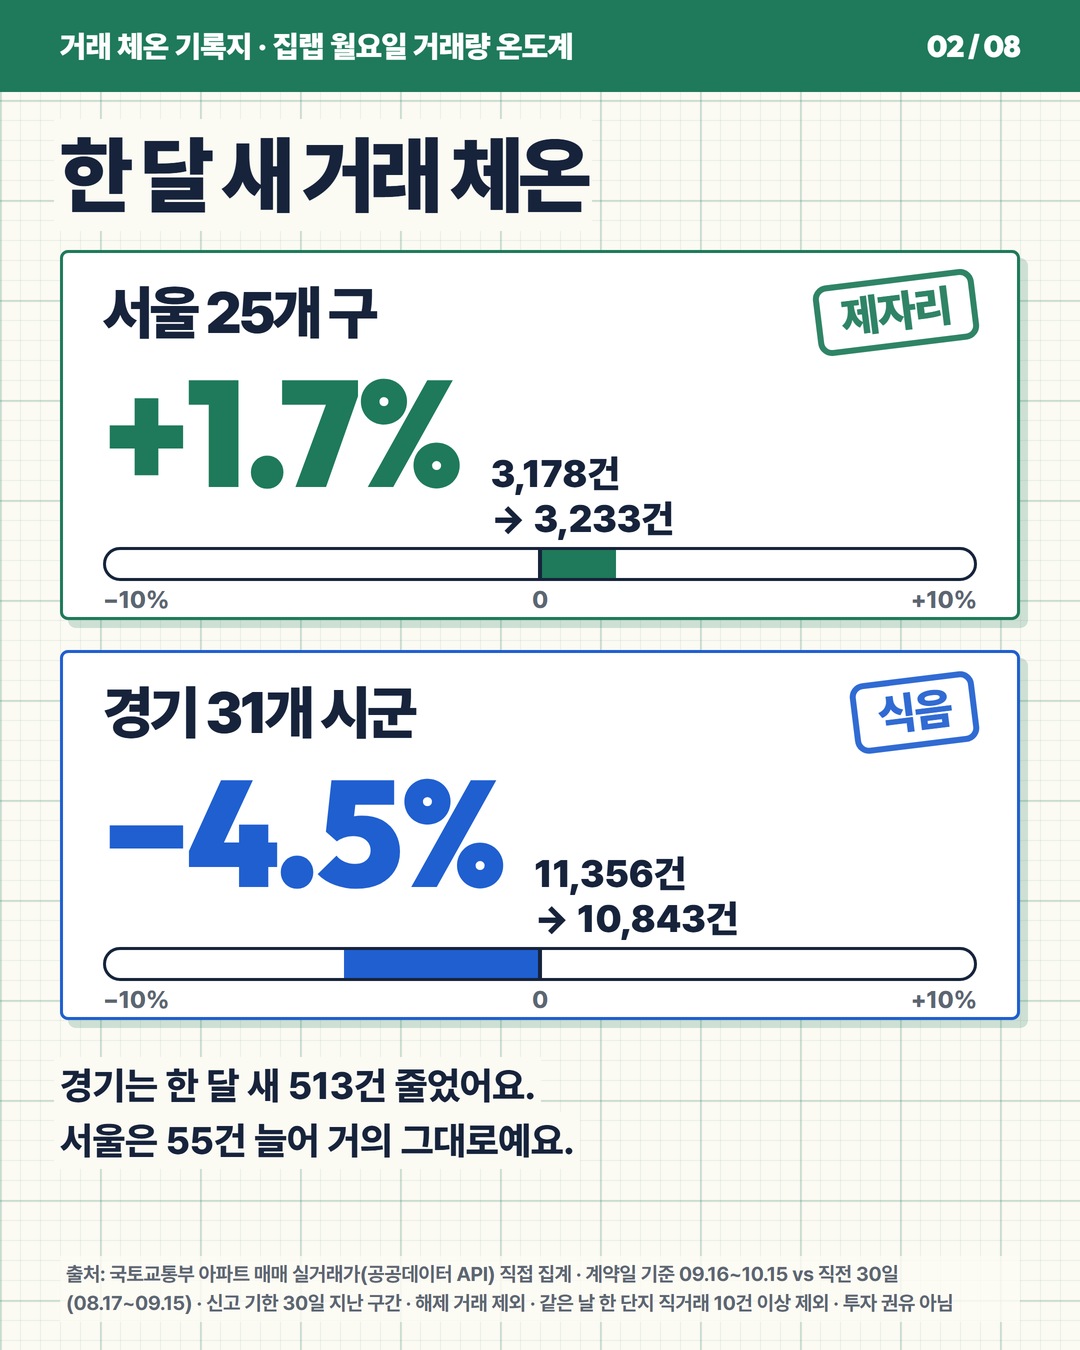 거래 체온 기록지 · 집랩 월요일 거래량 온도계
02 / 08
한 달 새 거래 체온
서울 25개 구
제자리
+1.7%
3,178건
→ 3,233건
−10%
0
+10%
경기 31개 시군
식음
−4.5%
11,356건
→ 10,843건
−10%
0
+10%
경기는 한 달 새 513건 줄었어요.
서울은 55건 늘어 거의 그대로예요.
출처: 국토교통부 아파트 매매 실거래가(공공데이터 API) 직접 집계 · 계약일 기준 09.16~10.15 vs 직전 30일
(08.17~09.15) · 신고 기한 30일 지난 구간 · 해제 거래 제외 · 같은 날 한 단지 직거래 10건 이상 제외 · 투자 권유 아님